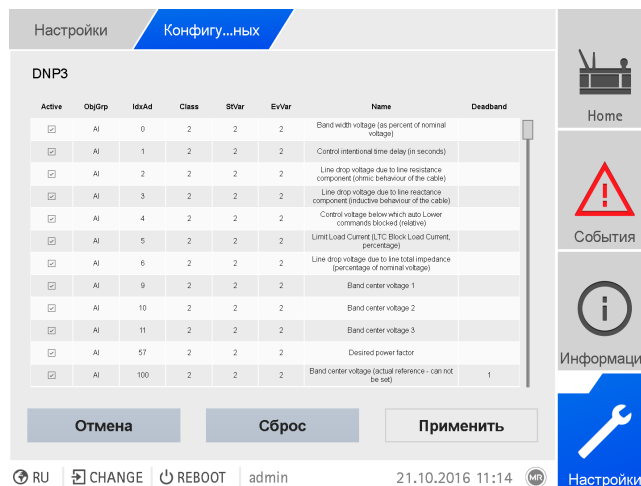 Настройки Конфигу...ных
DNP3
Active ObjGrp IdxAd Class StVar EvVar Name Deadband
AI 0 2 2 2 Band width voltage (as percent of nominal voltage)
AI 1 2 2 2 Control intentional time delay (in seconds)
AI 2 2 2 2 Line drop voltage due to line resistance component (ohmic behaviour of the cable)
AI 3 2 2 2 Line drop voltage due to line reactance component (inductive behaviour of the cable)
AI 4 2 2 2 Control voltage below which auto Lower commands blocked (relative)
AI 5 2 2 2 Limit Load Current (LTC Block Load Current, percentage)
AI 6 2 2 2 Line drop voltage due to line total impedance (percentage of nominal voltage)
AI 9 2 2 2 Band center voltage 1
AI 10 2 2 2 Band center voltage 2
AI 11 2 2 2 Band center voltage 3
AI 57 2 2 2 Desired power factor
AI 100 2 2 2 Band center voltage (actual reference - can not be set) 1
Отмена Сброс Применить
RU CHANGE REBOOT admin 21.10.2016 11:14 MR
Home
События
Информаци
Настройки